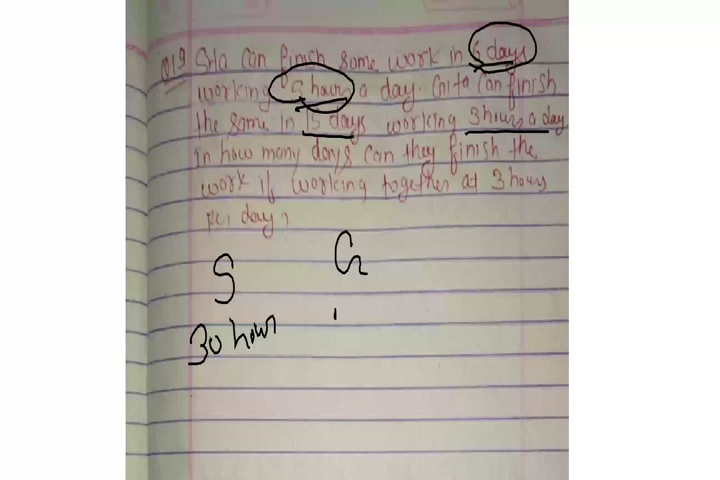 Q19 Sita can finish some work in 6 days
working 5 hours a day. Gita can finish
the same in 15 days working 3 hours a day
in how many days can they finish the
work if working together at 3 hours
per day?
S G
30 hour